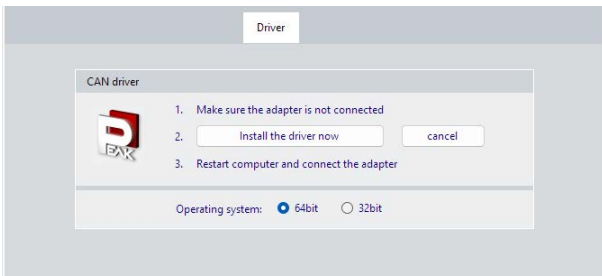 Driver
CAN driver
1. Make sure the adapter is not connected
2. Install the driver now cancel
PEAK
3. Restart computer and connect the adapter
Operating system: 64bit 32bit